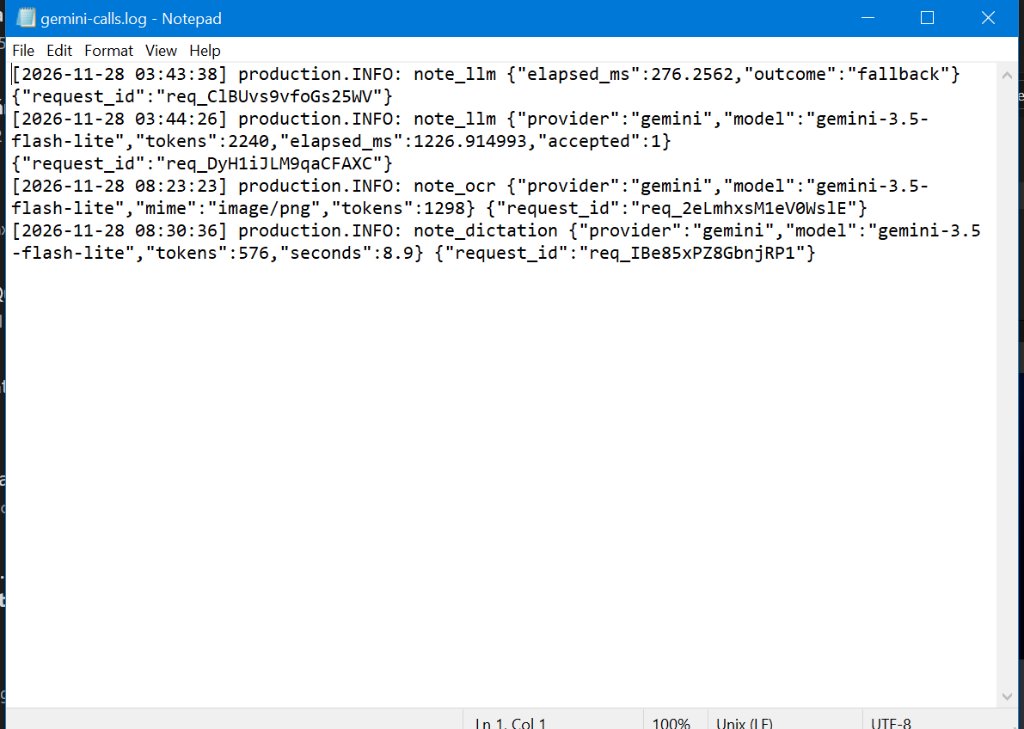 gemini-calls.log - Notepad
File Edit Format View Help
[2026-11-28 03:43:38] production.INFO: note_llm {"elapsed_ms":276.2562,"outcome":"fallback"}
{"request_id":"req_ClBUvs9vfoGs25WV"}
[2026-11-28 03:44:26] production.INFO: note_llm {"provider":"gemini","model":"gemini-3.5-
flash-lite","tokens":2240,"elapsed_ms":1226.914993,"accepted":1}
{"request_id":"req_DyH1iJLM9qaCFAXC"}
[2026-11-28 08:23:23] production.INFO: note_ocr {"provider":"gemini","model":"gemini-3.5-
flash-lite","mime":"image/png","tokens":1298} {"request_id":"req_2eLmhxsM1eV0WslE"}
[2026-11-28 08:30:36] production.INFO: note_dictation {"provider":"gemini","model":"gemini-3.5
-flash-lite","tokens":576,"seconds":8.9} {"request_id":"req_IBe85xPZ8GbnjRP1"}
Ln 1, Col 1 100% Unix (LF) UTF-8